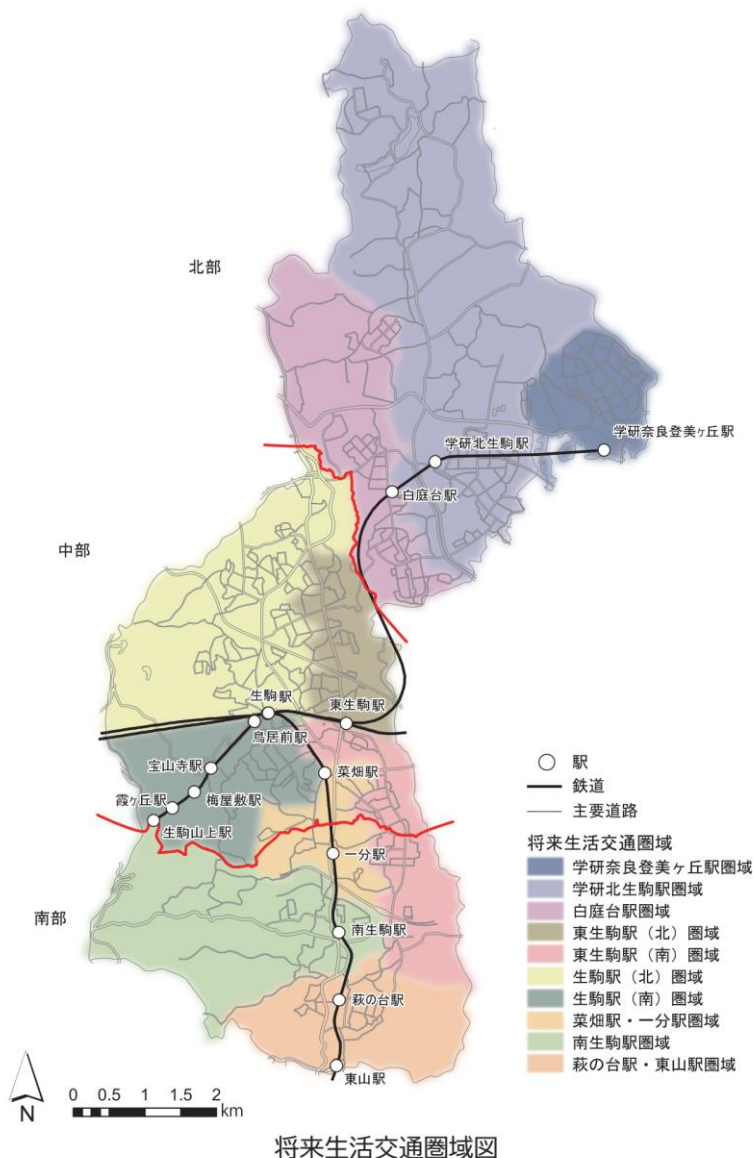 北部
学研奈良登美ヶ丘駅
学研北生駒駅
白庭台駅
中部
生駒駅
東生駒駅
鳥居前駅
宝山寺駅
菜畑駅
霞ヶ丘駅
梅屋敷駅
生駒山上駅
一分駅
南部
南生駒駅
萩の台駅
東山駅
駅
鉄道
主要道路
将来生活交通圏域
学研奈良登美ヶ丘駅圏域
学研北生駒駅圏域
白庭台駅圏域
東生駒駅（北）圏域
東生駒駅（南）圏域
生駒駅（北）圏域
生駒駅（南）圏域
菜畑駅・一分駅圏域
南生駒駅圏域
萩の台駅・東山駅圏域
N
0 0.5 1 1.5 2
km
将来生活交通圏域図